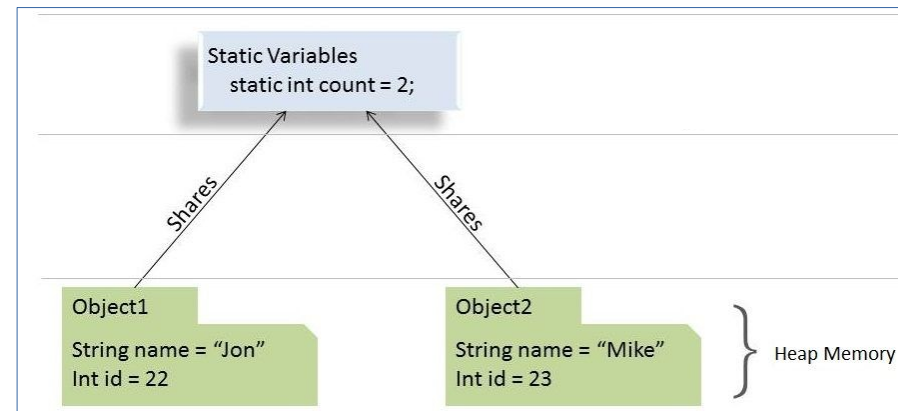 Static Variables
static int count = 2;
Shares
Shares
Object1
String name = “Jon”
Int id = 22
Object2
String name = “Mike”
Int id = 23
Heap Memory